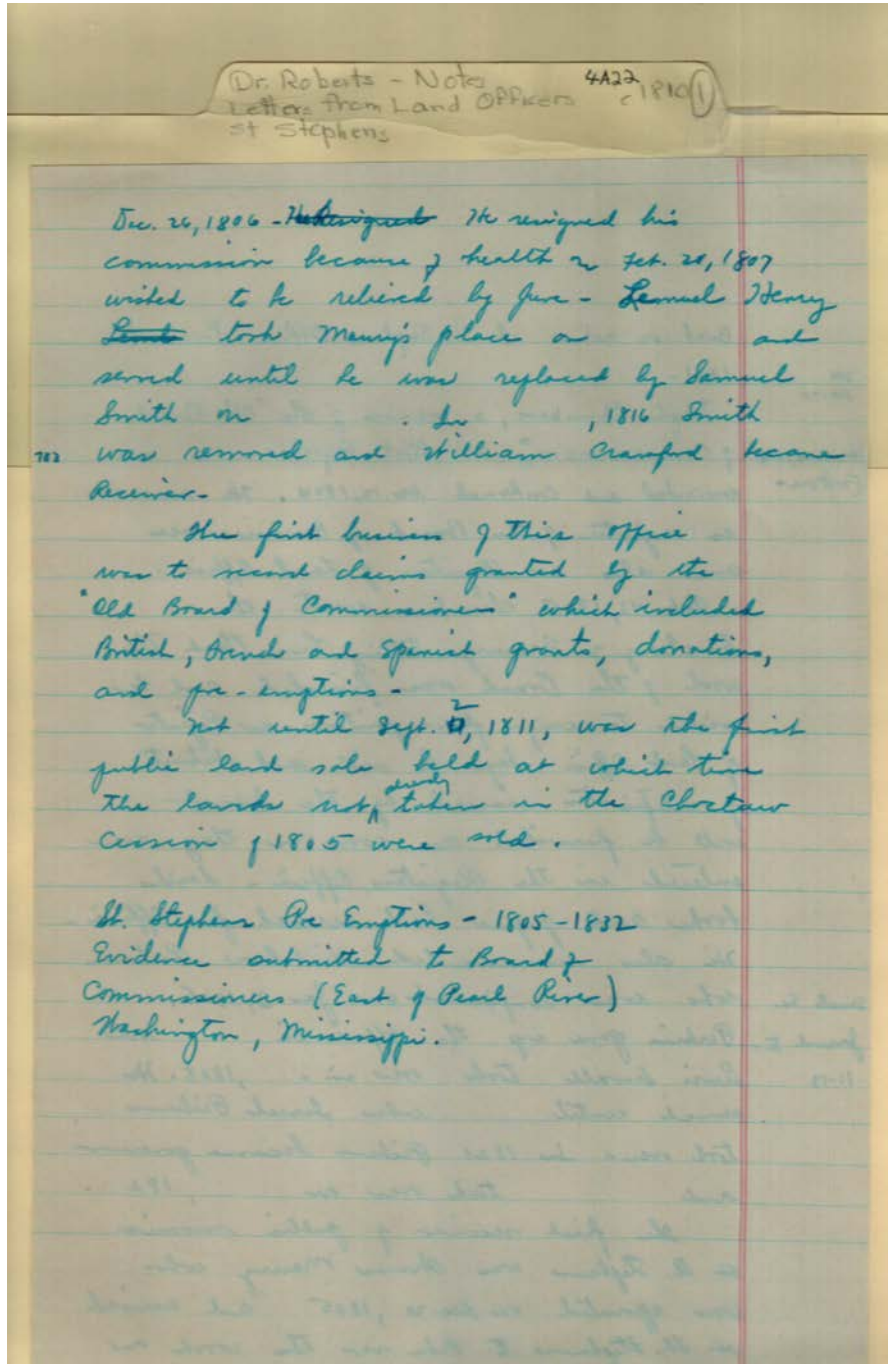 Dr. Roberts - Notes 4A22
Letters from Land Officers c 1810 1
St Stephens
Dec. 26, 1806 - He resigned He resigned his
commission because of health on Feb. 20, 1807
wished to be relieved by June - Lemuel Henry
took Maury's place on and
served until he was replaced by Samuel
Smith on . In , 1816 Smith
702 was removed and William Crawford became
Receiver.
The first business of this office
was to record claims granted by the
"Old Board of Commissioners" which included
British, French and Spanish grants, donations,
and pre-emptions -
Not until Sept. 2, 1811, was the first
public land sale held at which time
the lands not taken in the Choctaw
Cession of 1805 were sold.
St. Stephens Pre Emptions - 1805-1832
Evidence submitted to Board of
Commissioners (East of Pearl River)
Washington, Mississippi.